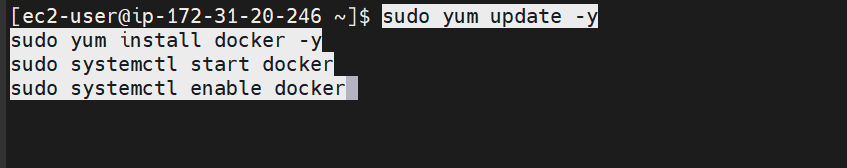 [ec2-user@ip-172-31-20-246 ~]$ sudo yum update -y
sudo yum install docker -y
sudo systemctl start docker
sudo systemctl enable docker